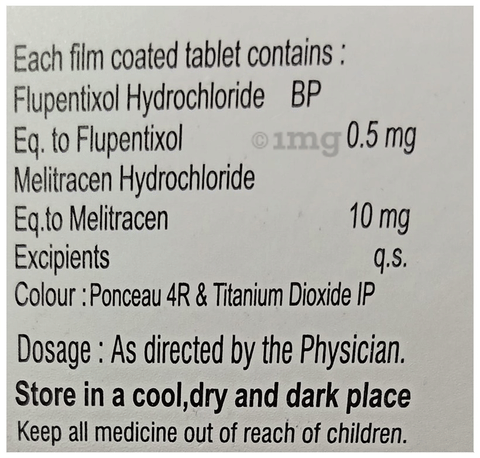 Each film coated tablet contains :
Flupentixol Hydrochloride BP
Eq. to Flupentixol ©1mg 0.5 mg
Melitracen Hydrochloride
Eq.to Melitracen 10 mg
Excipients q.s.
Colour : Ponceau 4R & Titanium Dioxide IP
Dosage : As directed by the Physician.
Store in a cool,dry and dark place
Keep all medicine out of reach of children.